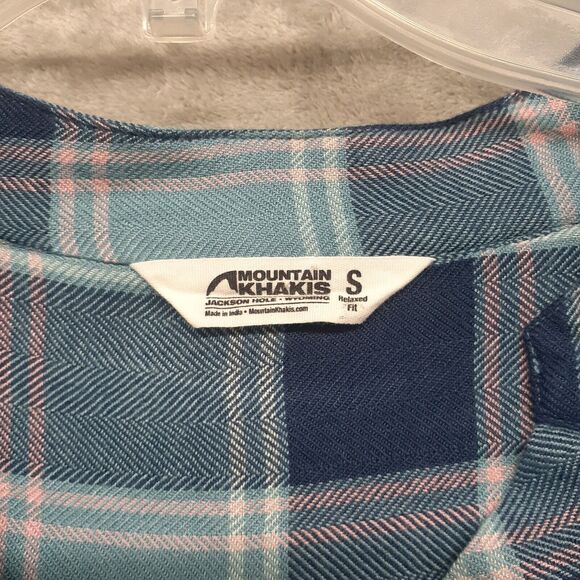 MOUNTAIN
KHAKIS
JACKSON HOLE • WYOMING
Made in India • MountainKhakis.com
S
Relaxed
Fit